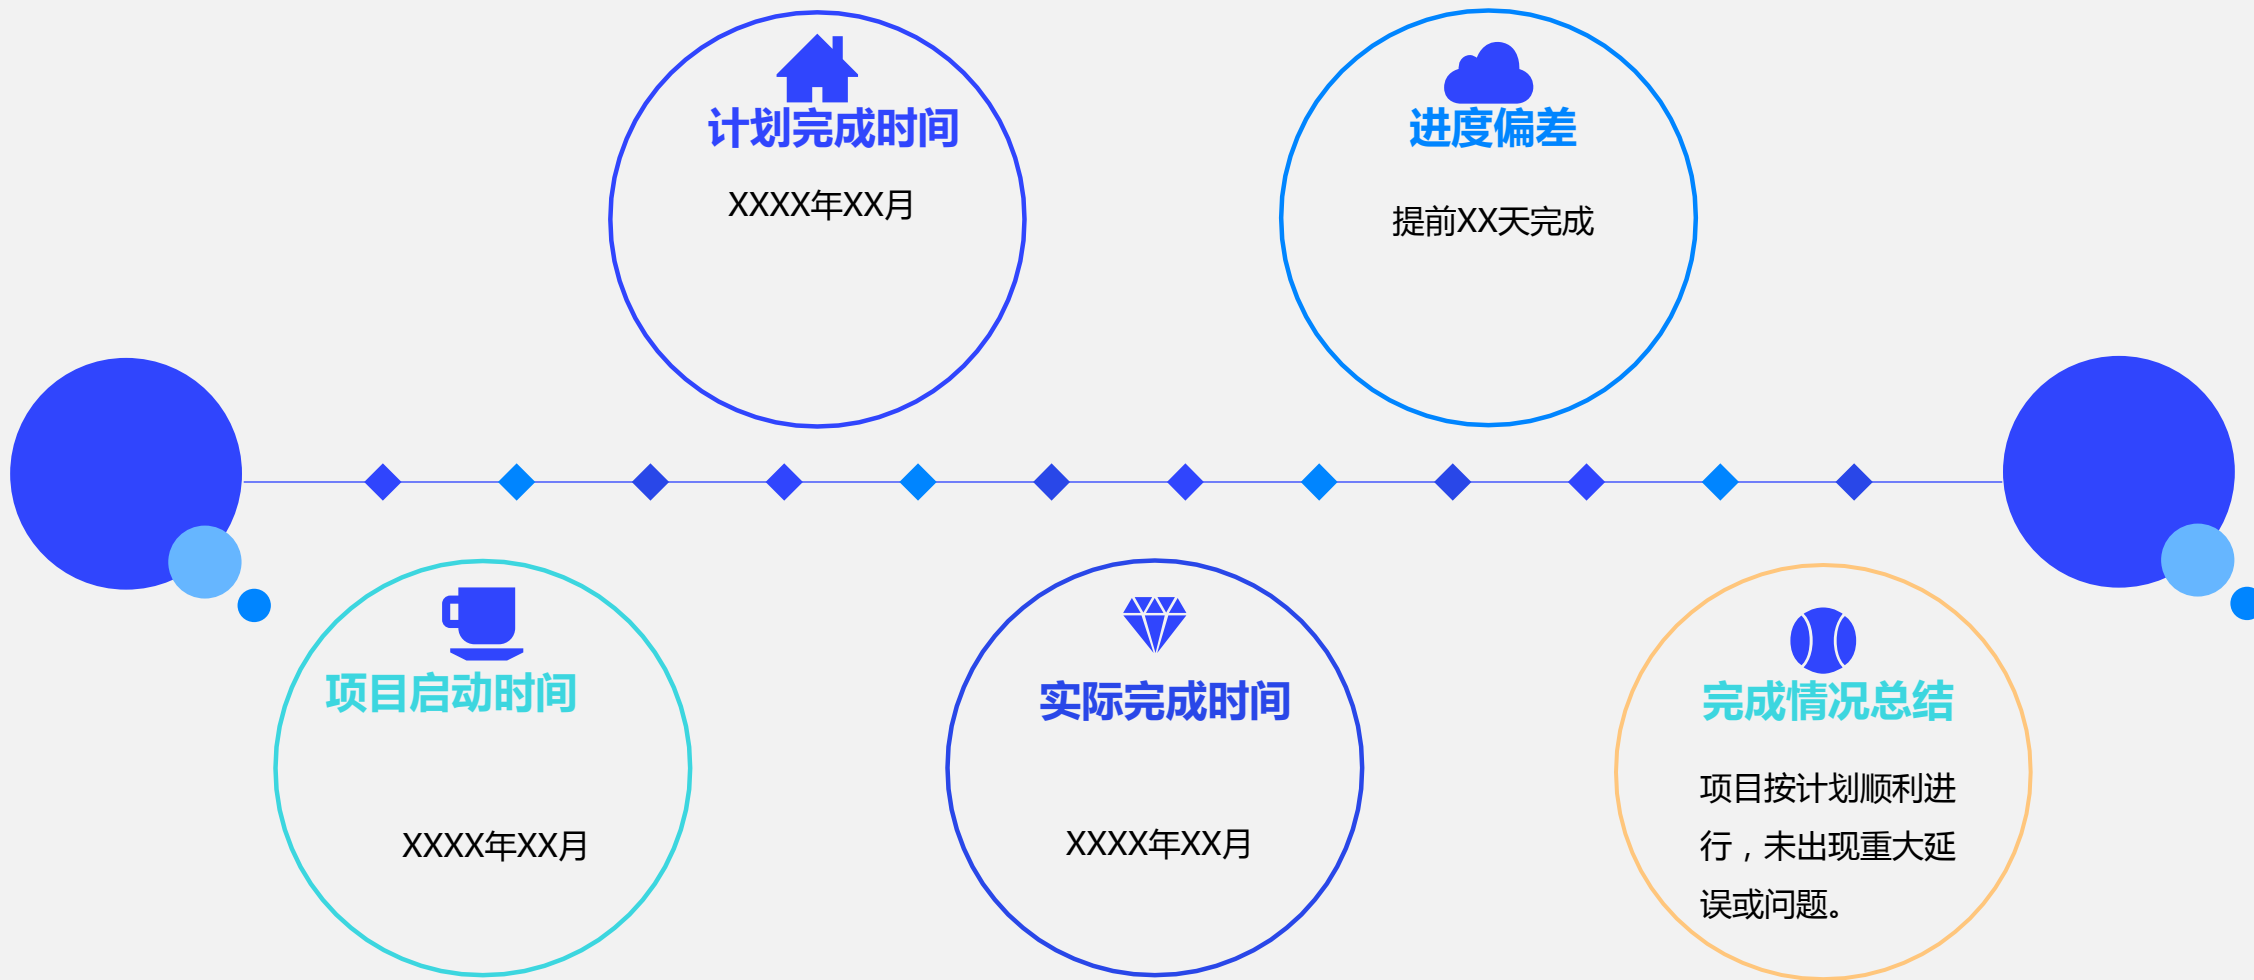 计划完成时间
XXXX年XX月
进度偏差
提前XX天完成
项目启动时间
XXXX年XX月
实际完成时间
XXXX年XX月
完成情况总结
项目按计划顺利进
行，未出现重大延
误或问题。